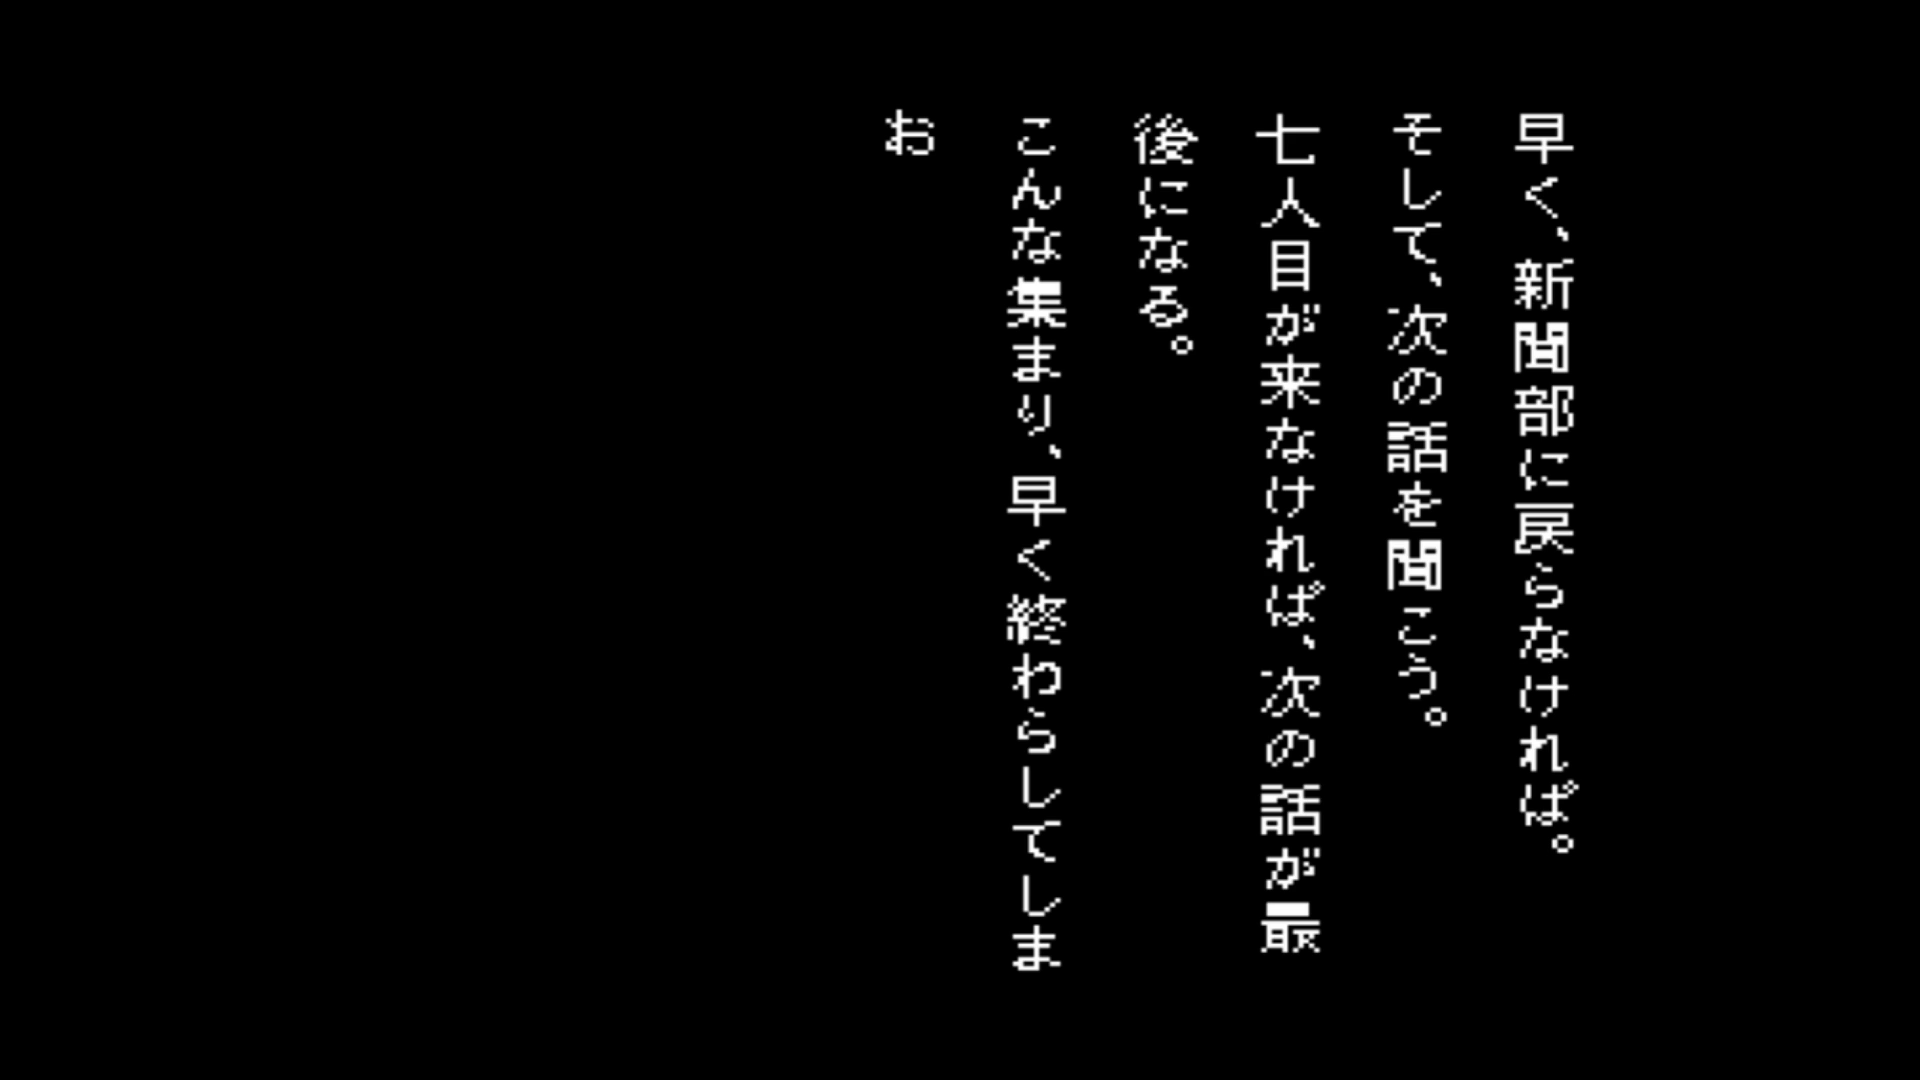 早く、新聞部に戻らなければ。
そして、次の話を聞こう。
七人目が来なければ、次の話が最
後になる。
こんな集まり、早く終わらしてしま
お